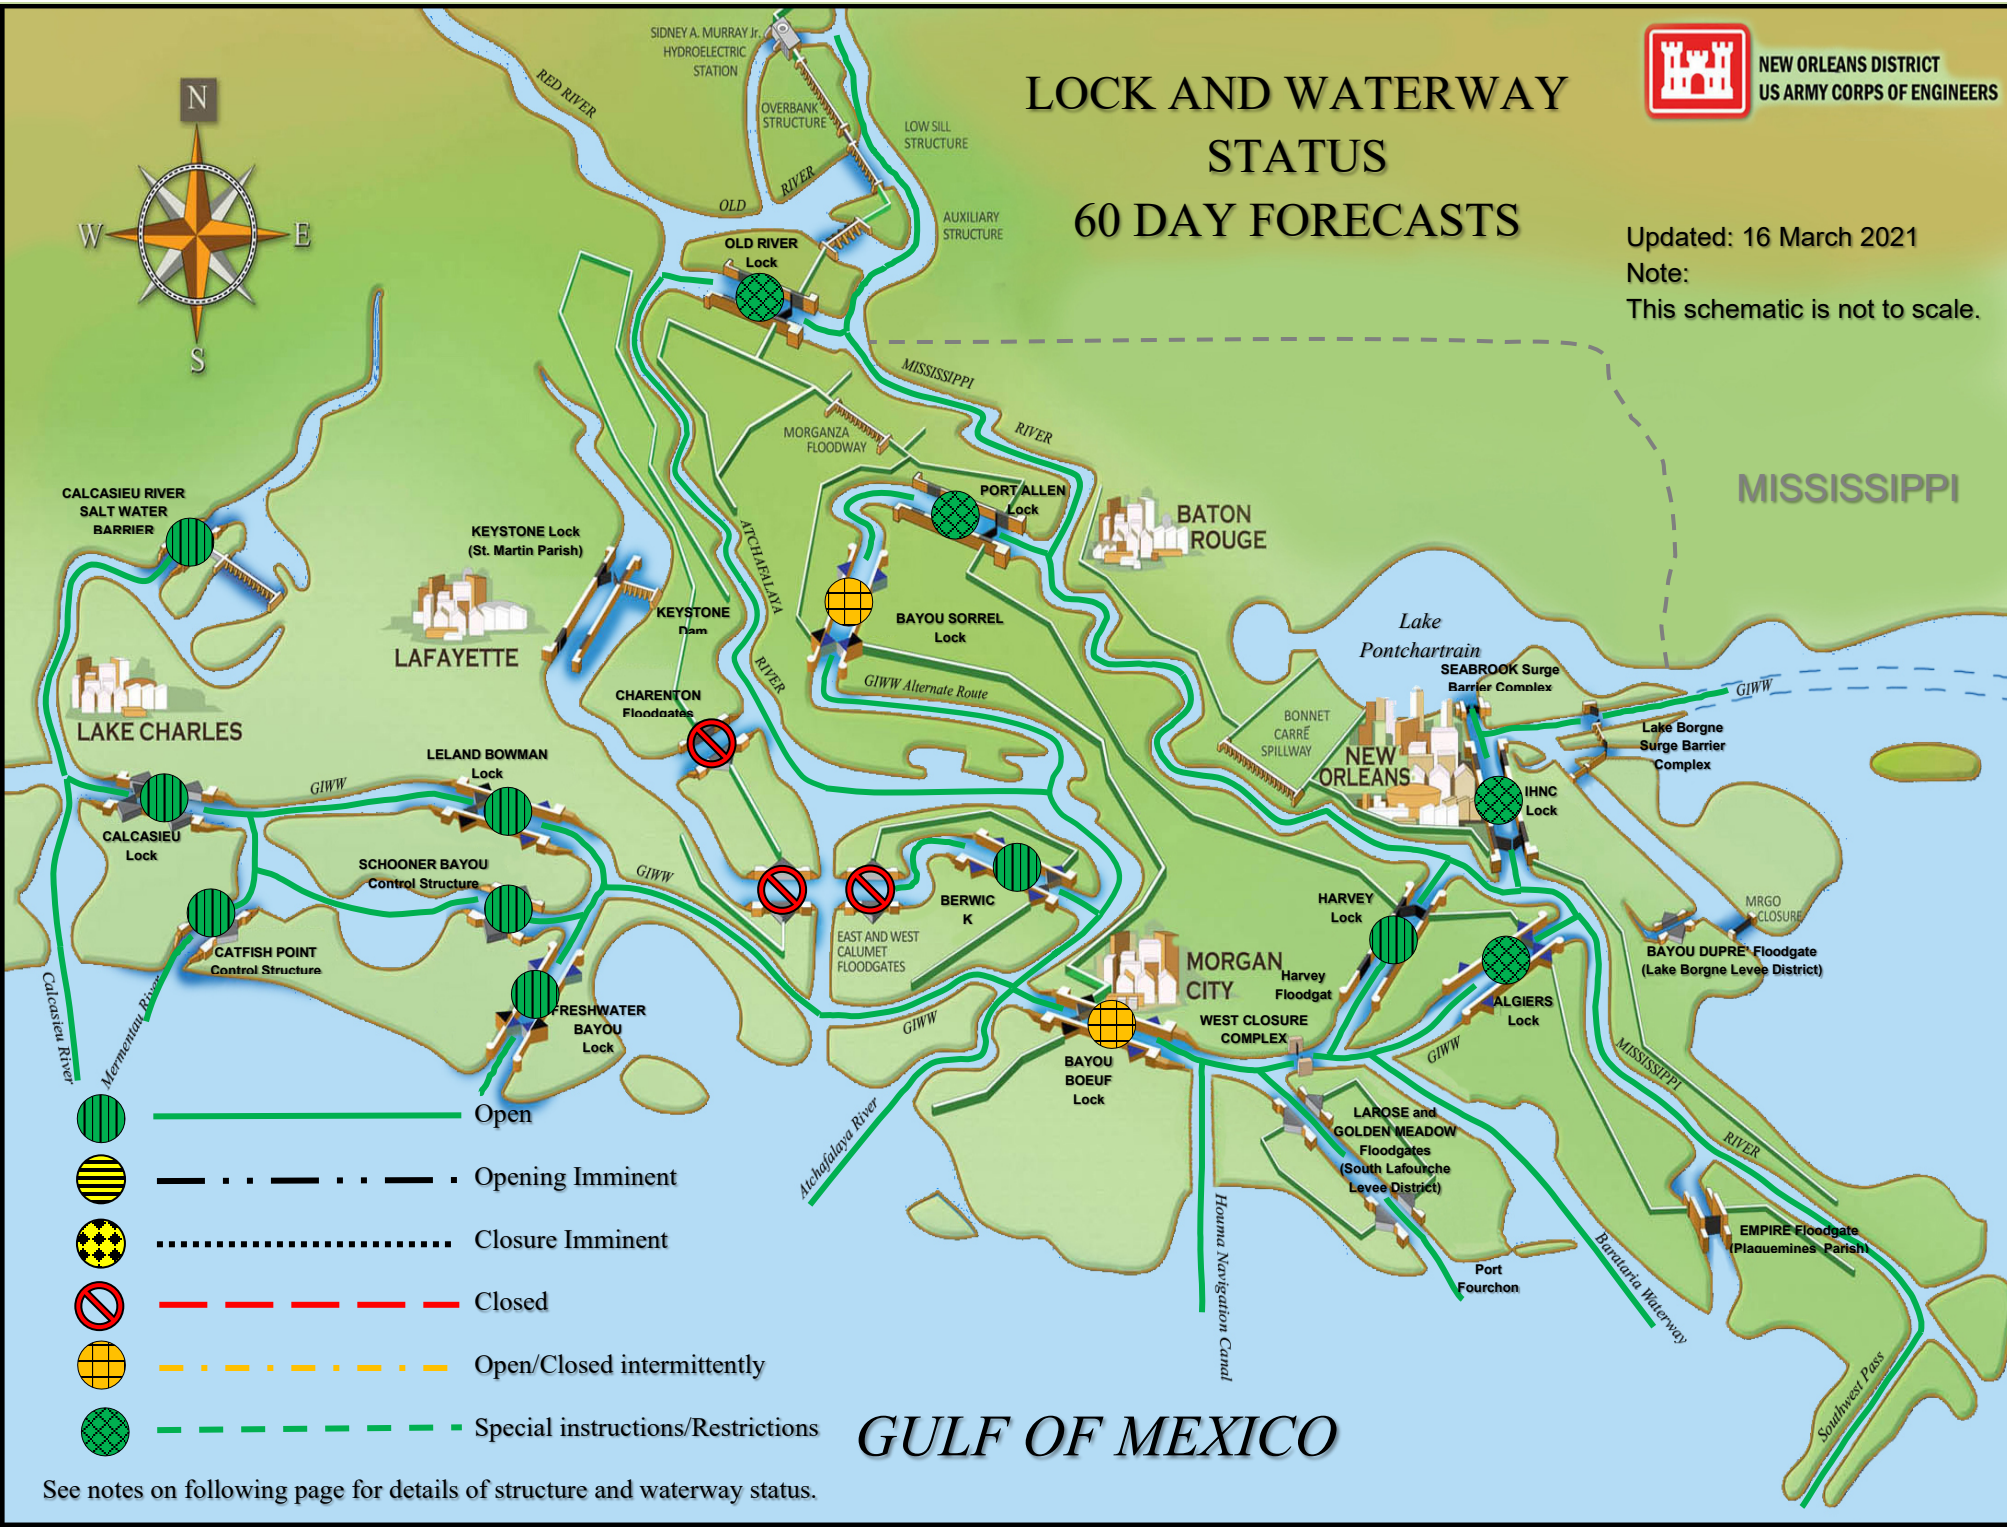 SIDNEY A. MURRAY Jr.
HYDROELECTRIC
STATION
RED RIVER
OVERBANK
STRUCTURE
LOW SILL
STRUCTURE
OLD
RIVER
AUXILIARY
STRUCTURE
LOCK AND WATERWAY
STATUS
60 DAY FORECASTS
NEW ORLEANS DISTRICT
US ARMY CORPS OF ENGINEERS
Updated: 16 March 2021
Note:
This schematic is not to scale.
N
W
E
S
OLD RIVER
Lock
MISSISSIPPI
RIVER
MORGANZA
FLOODWAY
MISSISSIPPI
CALCASIEU RIVER
SALT WATER
BARRIER
KEYSTONE Lock
(St. Martin Parish)
PORT ALLEN
Lock
BATON
ROUGE
ATCHAFALAYA
RIVER
KEYSTONE
Dam
BAYOU SORREL
Lock
LAFAYETTE
Lake
Pontchartrain
SEABROOK Surge
Barrier Complex
GIWW
CHARENTON
Floodgates
GIWW Alternate Route
BONNET
CARRÉ
SPILLWAY
NEW
ORLEANS
Lake Borgne
Surge Barrier
Complex
LAKE CHARLES
LELAND BOWMAN
Lock
GIWW
IHNC
Lock
CALCASIEU
Lock
SCHOONER BAYOU
Control Structure
GIWW
BERWIC
K
HARVEY
Lock
MRGO
CLOSURE
EAST AND WEST
CALUMET
FLOODGATES
CATFISH POINT
Control Structure
BAYOU DUPRE' Floodgate
(Lake Borgne Levee District)
MORGAN
CITY
Harvey
Floodgat
ALGIERS
Lock
Calcasieu River
Mermentau River
FRESHWATER
BAYOU
Lock
GIWW
WEST CLOSURE
COMPLEX
GIWW
MISSISSIPPI
RIVER
BAYOU
BOEUF
Lock
Atchafalaya River
LAROSE and
GOLDEN MEADOW
Floodgates
(South Lafourche
Levee District)
Houma Navigation Canal
EMPIRE Floodgate
(Plaquemines Parish)
Port
Fourchon
Barataria Waterway
Southwest Pass
Open
Opening Imminent
Closure Imminent
Closed
Open/Closed intermittently
Special instructions/Restrictions
GULF OF MEXICO
See notes on following page for details of structure and waterway status.